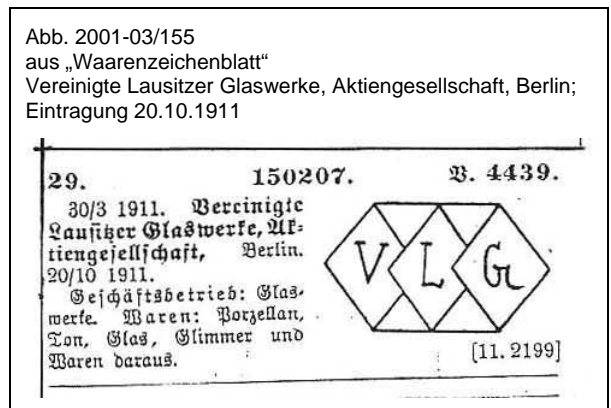 Abb. 2001-03/155
aus „Waarenzeichenblatt“
Vereinigte Lausitzer Glaswerke, Aktiengesellschaft, Berlin;
Eintragung 20.10.1911
29. 150207. V. 4439.
30/3 1911. Vereinigte
Lausitzer Glaswerke, Ak-
tiengesellschaft, Berlin.
20/10 1911.
Geschäftsbetrieb: Glas-
werke. Waren: Porzellan,
Ton, Glas, Glimmer und
Waren daraus.
V L G
[11. 2199]